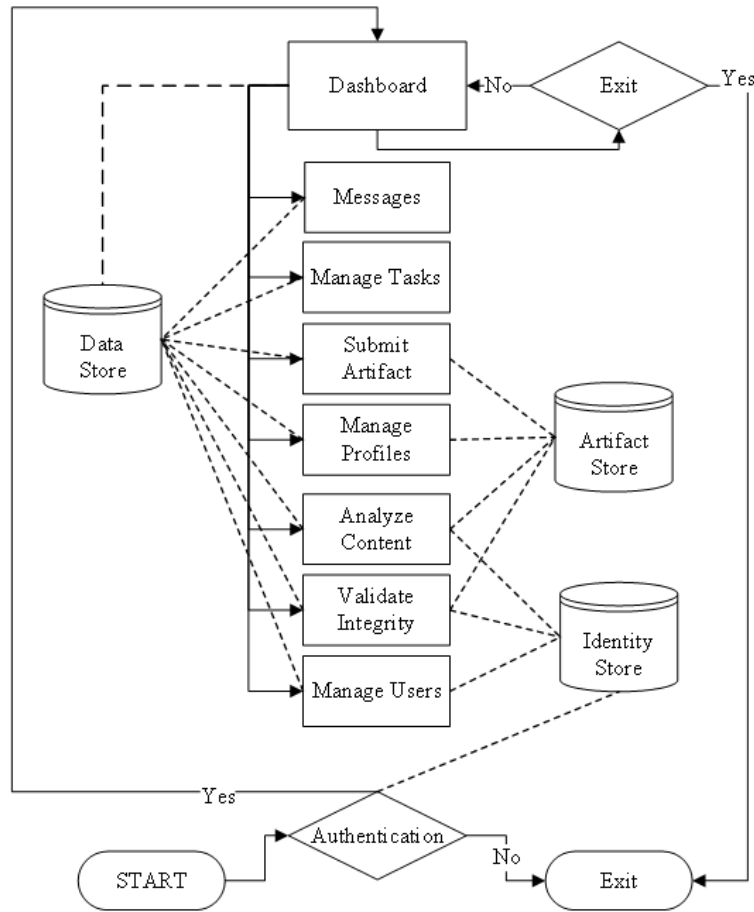 Dashboard
No
Exit
Yes
Messages
Manage Tasks
Data
Store
Submit
Artifact
Manage
Profiles
Artifact
Store
Analyze
Content
Validate
Integrity
Identity
Store
Manage Users
Yes
Authentication
No
START
Exit